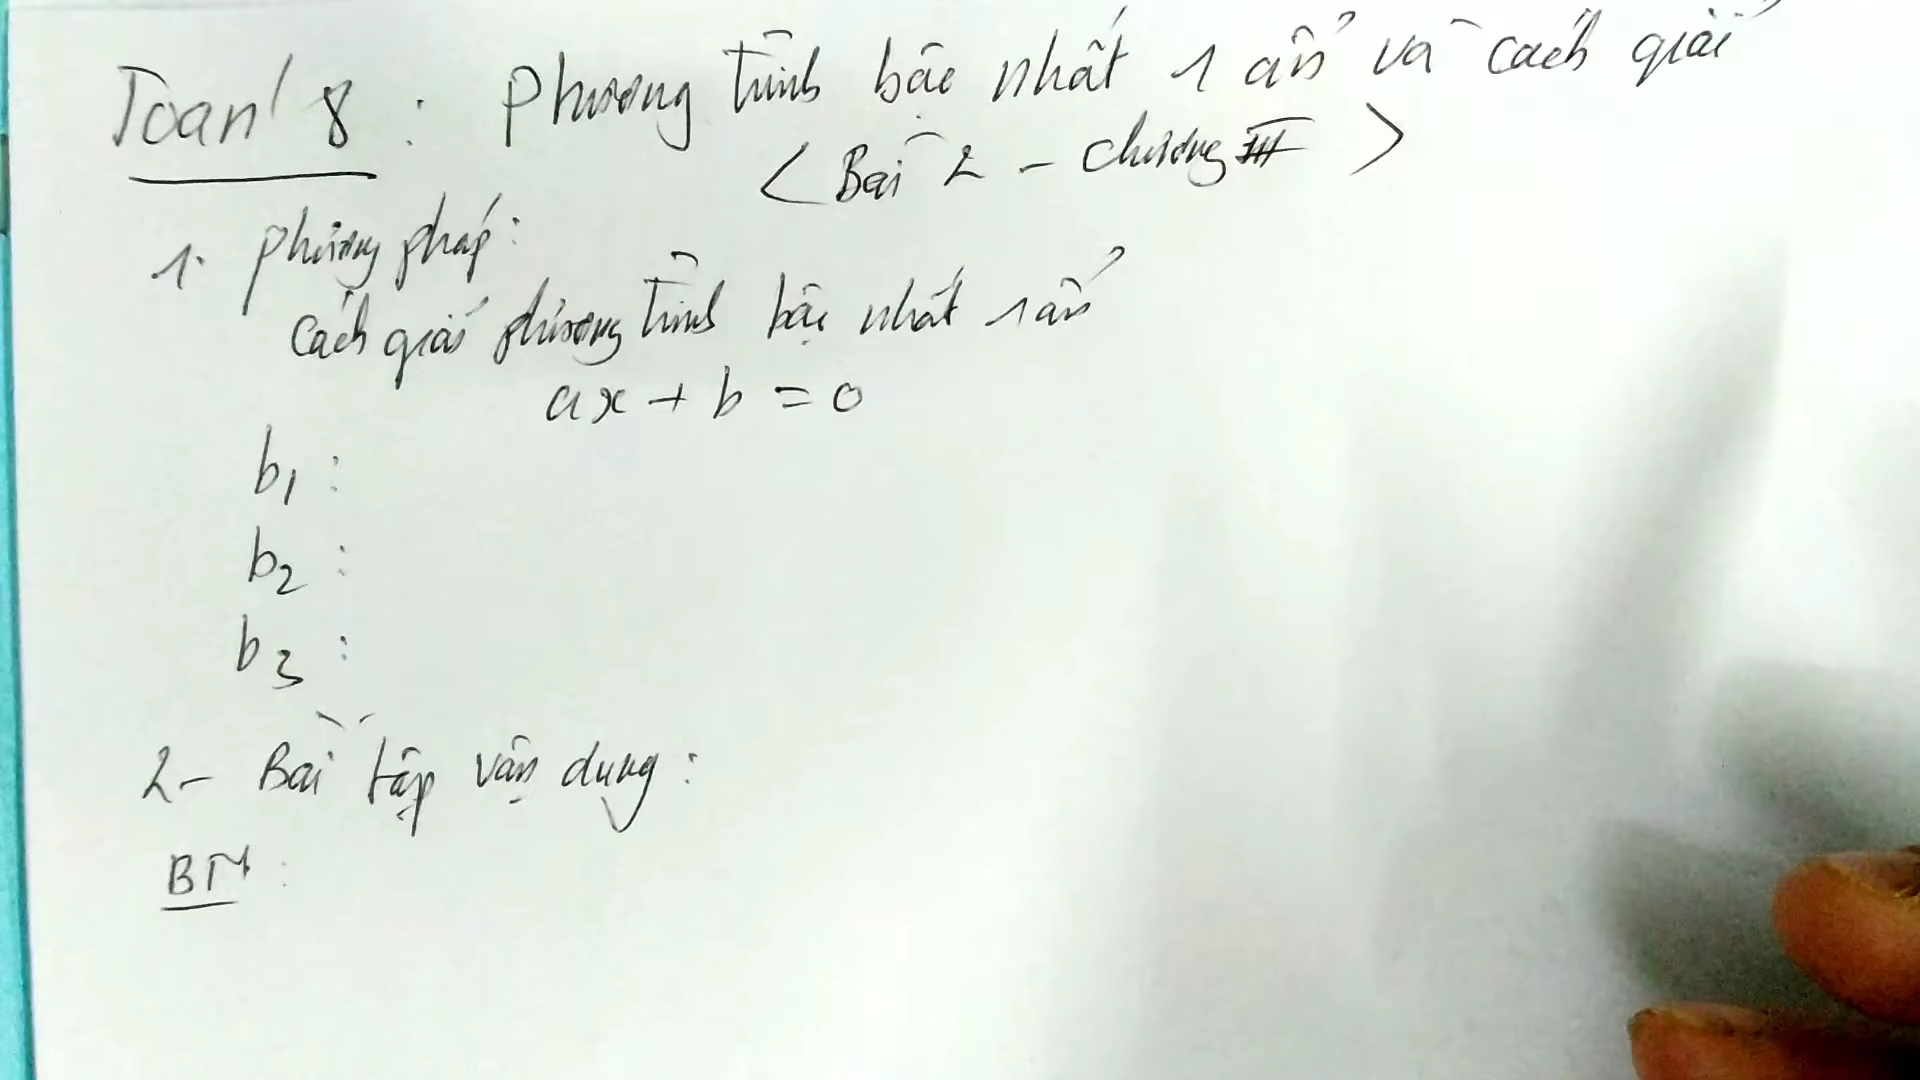 Toán 8 : Phương trình bậc nhất 1 ẩn và cách giải
< Bài 2 - Chương III >
1. Phương pháp:
Cách giải phương trình bậc nhất 1 ẩn
ax + b = 0
b1 :
b2 :
b3 :
2- Bài tập vận dụng :
BT1 :